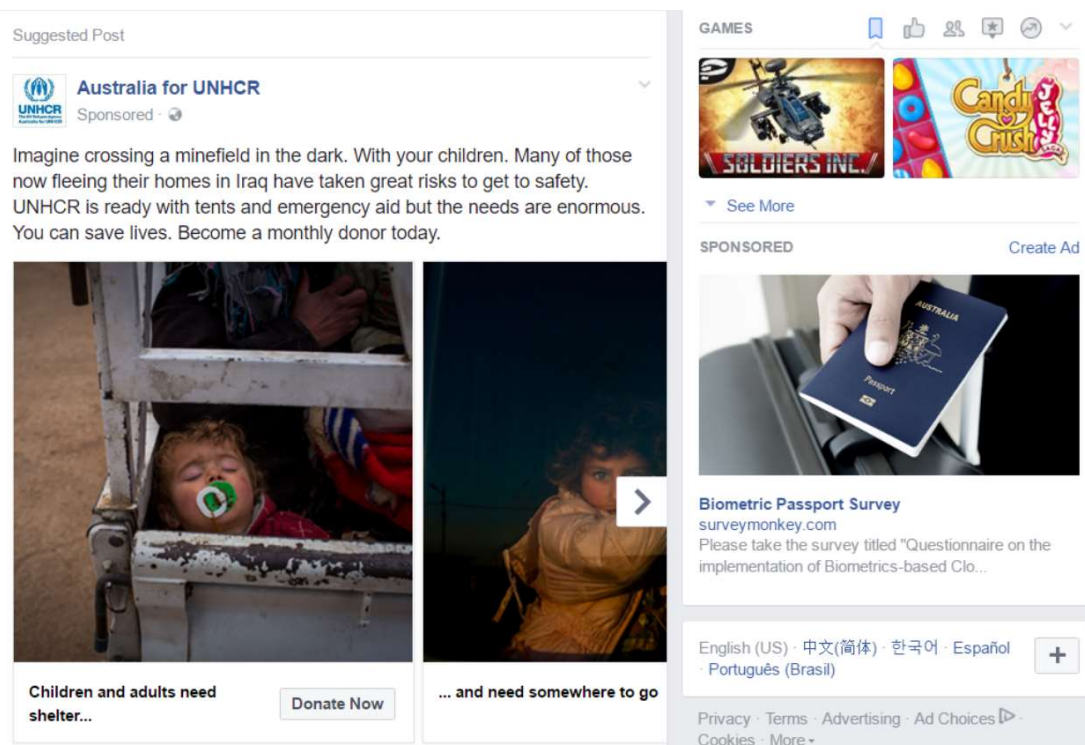 Suggested Post
Australia for UNHCR
Sponsored ·
UNHCR
Imagine crossing a minefield in the dark. With your children. Many of those
now fleeing their homes in Iraq have taken great risks to get to safety.
UNHCR is ready with tents and emergency aid but the needs are enormous.
You can save lives. Become a monthly donor today.
Children and adults need
shelter...
Donate Now
... and need somewhere to go
GAMES
SOLDIERS INC.
Candy
Crush
JELLY
SAGA
See More
SPONSORED
Create Ad
AUSTRALIA
Passport
Biometric Passport Survey
surveymonkey.com
Please take the survey titled "Questionnaire on the
implementation of Biometrics-based Clo...
English (US) · 中文(简体) · 한국어 · Español
· Português (Brasil)
+
Privacy · Terms · Advertising · Ad Choices ·
Cookies · More